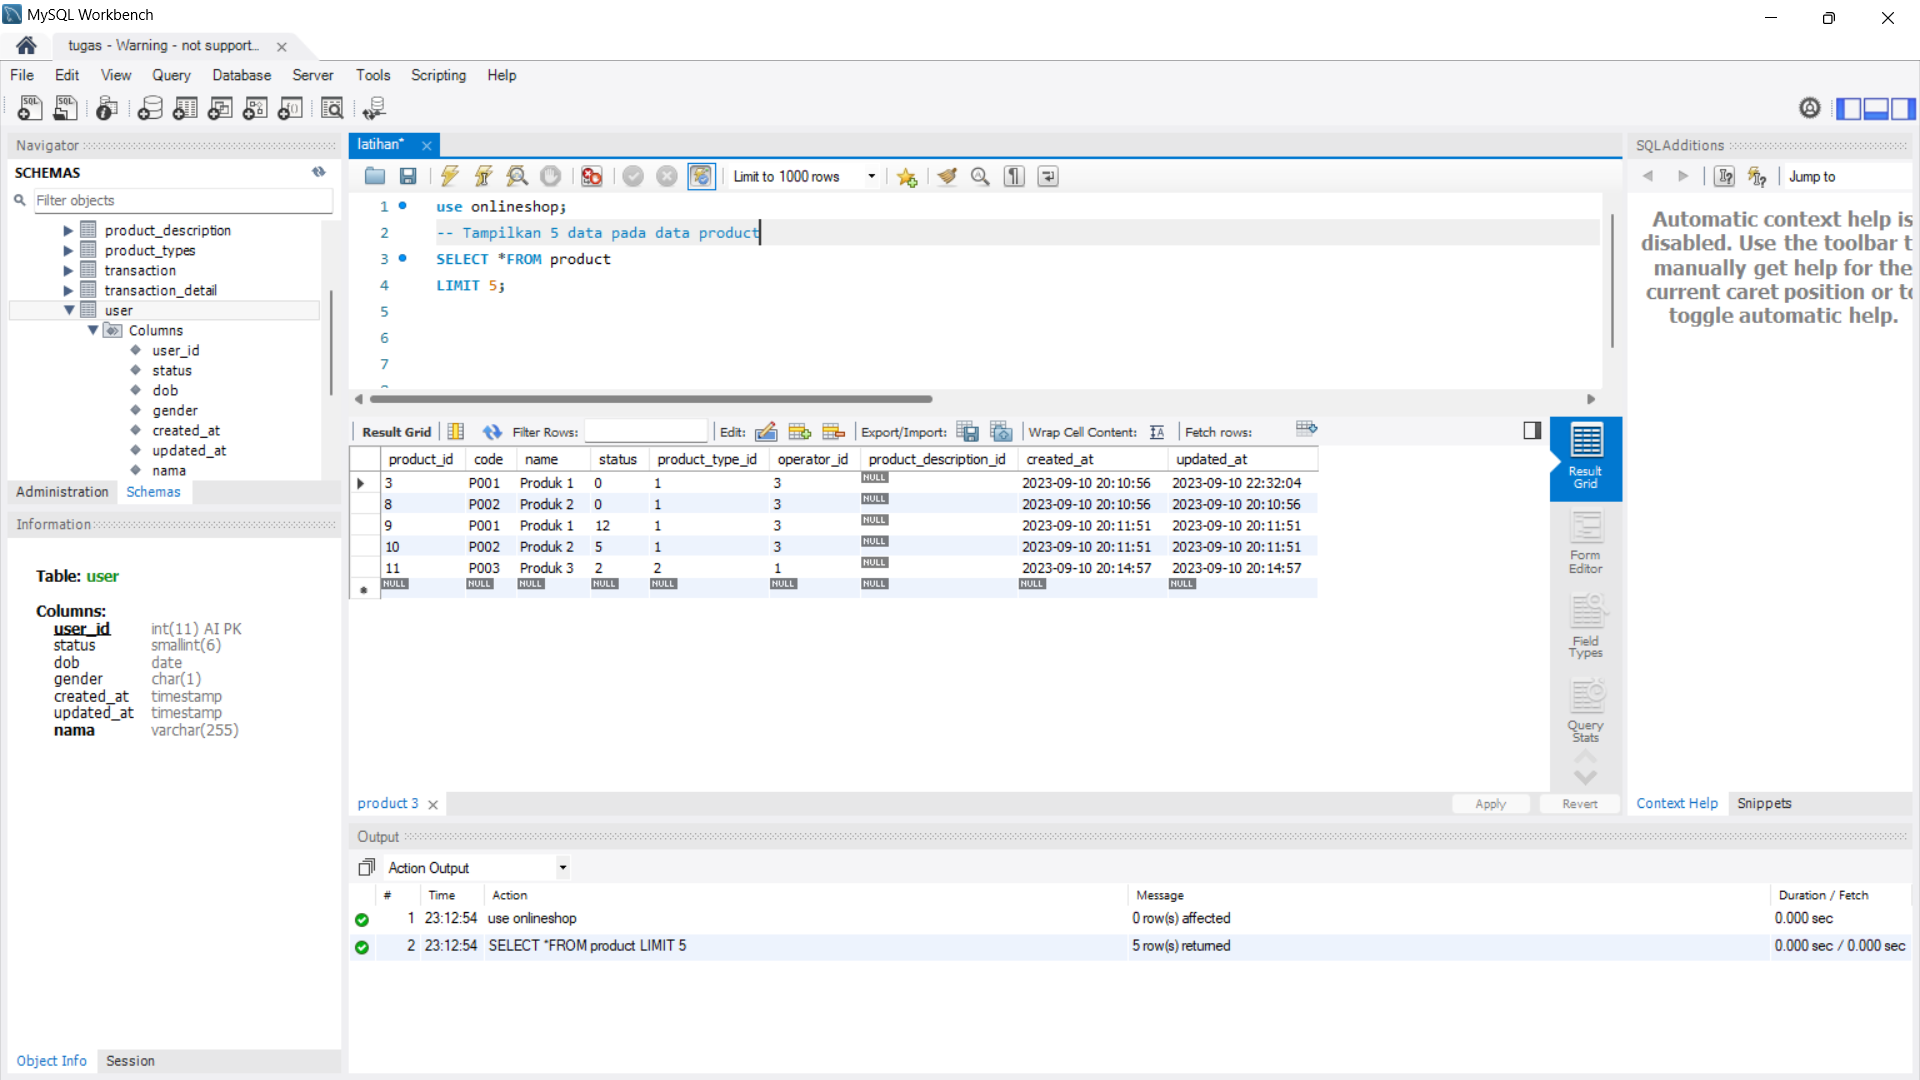 MySQL Workbench
tugas - Warning - not support...
File Edit View Query Database Server Tools Scripting Help
Navigator
SCHEMAS
Filter objects
product_description
product_types
transaction
transaction_detail
user
Columns
user_id
status
dob
gender
created_at
updated_at
nama
Administration Schemas
Information
Table: user
Columns:
user_id int(11) AI PK
status smallint(6)
dob date
gender char(1)
created_at timestamp
updated_at timestamp
nama varchar(255)
Object Info Session
latihan*
Limit to 1000 rows
1 use onlineshop;
2 -- Tampilkan 5 data pada data product
3 SELECT *FROM product
4 LIMIT 5;
5
6
7
Result Grid Filter Rows: Edit: Export/Import: Wrap Cell Content: Fetch rows:
product_id code name status product_type_id operator_id product_description_id created_at updated_at
3 P001 Produk 1 0 1 3 NULL 2023-09-10 20:10:56 2023-09-10 22:32:04
8 P002 Produk 2 0 1 3 NULL 2023-09-10 20:10:56 2023-09-10 20:10:56
9 P001 Produk 1 12 1 3 NULL 2023-09-10 20:11:51 2023-09-10 20:11:51
10 P002 Produk 2 5 1 3 NULL 2023-09-10 20:11:51 2023-09-10 20:11:51
11 P003 Produk 3 2 2 1 NULL 2023-09-10 20:14:57 2023-09-10 20:14:57
NULL NULL NULL NULL NULL NULL NULL NULL NULL
Result
Grid
Form
Editor
Field
Types
Query
Stats
product 3
Apply Revert
SQLAdditions
Jump to
Automatic context help is
disabled. Use the toolbar t
manually get help for the
current caret position or to
toggle automatic help.
Context Help Snippets
Output
Action Output
# Time Action Message Duration / Fetch
1 23:12:54 use onlineshop 0 row(s) affected 0.000 sec
2 23:12:54 SELECT *FROM product LIMIT 5 5 row(s) returned 0.000 sec / 0.000 sec